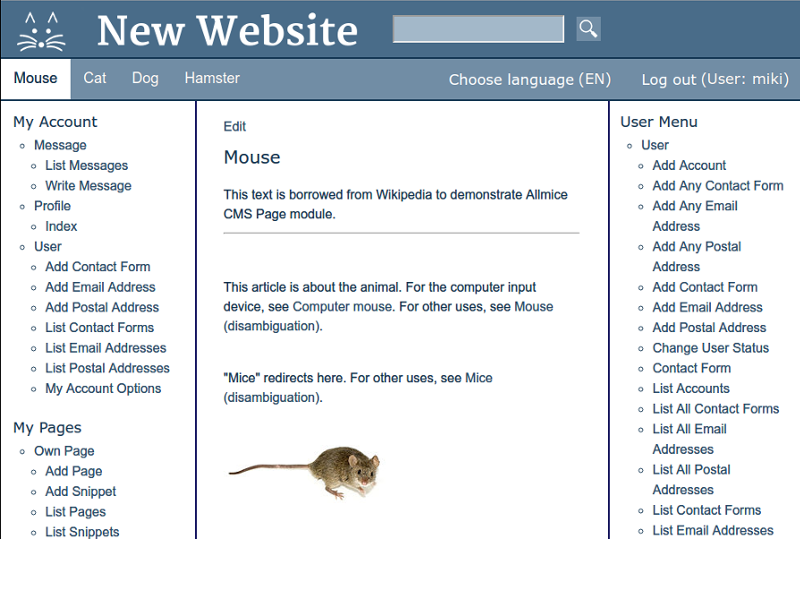 New Website
Mouse Cat Dog Hamster Choose language (EN) Log out (User: miki)
My Account
Message
List Messages
Write Message
Profile
Index
User
Add Contact Form
Add Email Address
Add Postal Address
List Contact Forms
List Email Addresses
List Postal Addresses
My Account Options
My Pages
Own Page
Add Page
Add Snippet
List Pages
List Snippets
Edit
Mouse
This text is borrowed from Wikipedia to demonstrate Allmice
CMS Page module.
This article is about the animal. For the computer input
device, see Computer mouse. For other uses, see Mouse
(disambiguation).
"Mice" redirects here. For other uses, see Mice
(disambiguation).
User Menu
User
Add Account
Add Any Contact Form
Add Any Email
Address
Add Any Postal
Address
Add Contact Form
Add Email Address
Add Postal Address
Change User Status
Contact Form
List Accounts
List All Contact Forms
List All Email
Addresses
List All Postal
Addresses
List Contact Forms
List Email Addresses